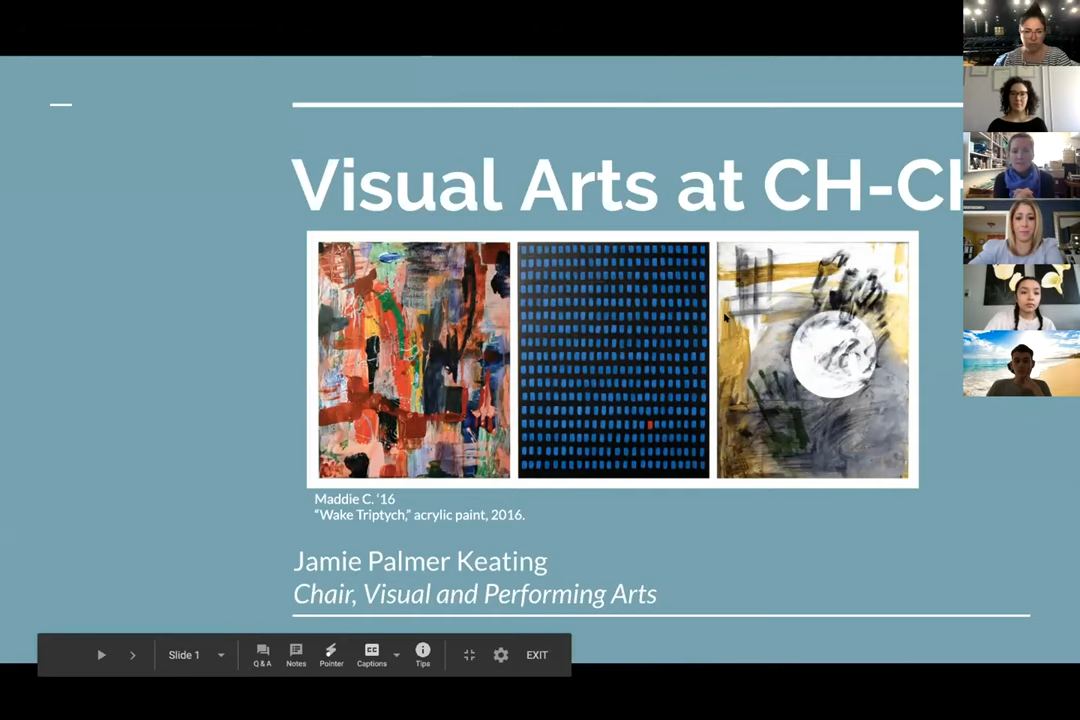 Visual Arts at CH-CH
Maddie C. ‘16
“Wake Triptych,” acrylic paint, 2016.
Jamie Palmer Keating
Chair, Visual and Performing Arts
Slide 1
Q & A
Notes
Pointer
Captions
Tips
EXIT